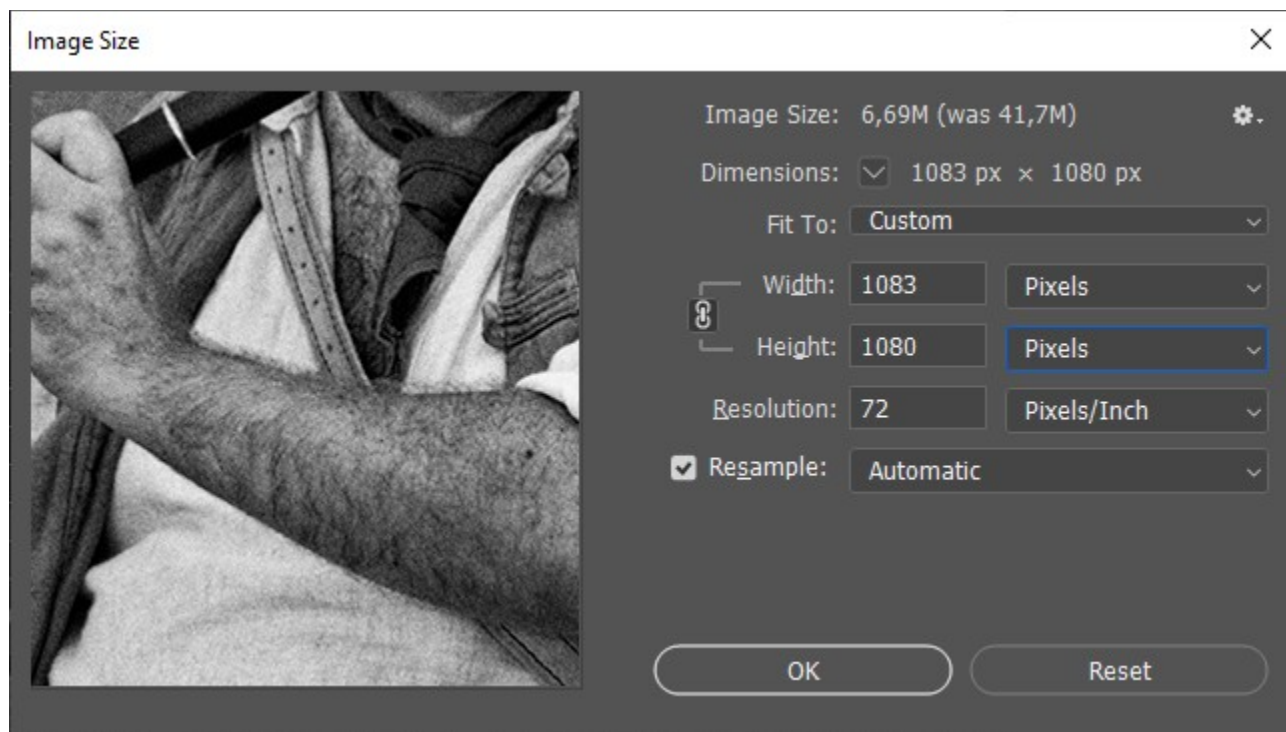 Image Size
Image Size: 6,69M (was 41,7M)
Dimensions: 1083 px × 1080 px
Fit To: Custom
Width: 1083 Pixels
Height: 1080 Pixels
Resolution: 72 Pixels/Inch
Resample: Automatic
OK Reset